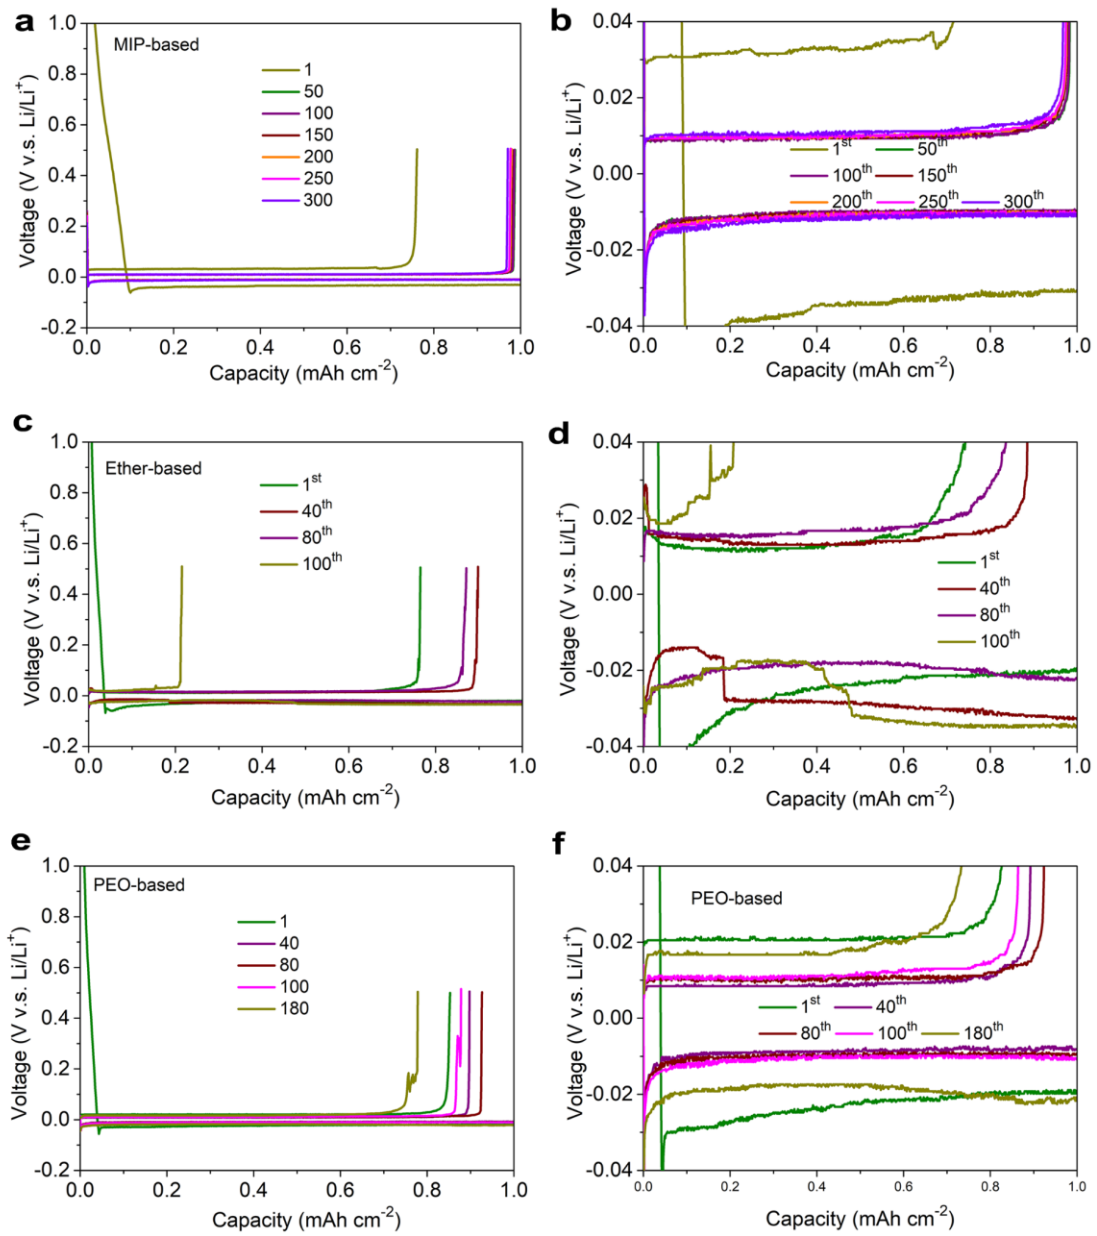 a
MIP-based
1
50
100
150
200
250
300
1.0
0.8
0.6
0.4
0.2
0.0
-0.2
0.0 0.2 0.4 0.6 0.8 1.0
Voltage (V v.s. Li/Li⁺)
Capacity (mAh cm⁻²)
b
0.04
0.02
0.00
-0.02
-0.04
1ˢᵗ 50ᵗʰ
100ᵗʰ 150ᵗʰ
200ᵗʰ 250ᵗʰ 300ᵗʰ
0.0 0.2 0.4 0.6 0.8 1.0
Voltage (V v.s. Li/Li⁺)
Capacity (mAh cm⁻²)
c
Ether-based
1ˢᵗ
40ᵗʰ
80ᵗʰ
100ᵗʰ
1.0
0.8
0.6
0.4
0.2
0.0
-0.2
0.0 0.2 0.4 0.6 0.8 1.0
Voltage (V v.s. Li/Li⁺)
Capacity (mAh cm⁻²)
d
0.04
0.02
0.00
-0.02
-0.04
1ˢᵗ
40ᵗʰ
80ᵗʰ
100ᵗʰ
0.0 0.2 0.4 0.6 0.8 1.0
Voltage (V v.s. Li/Li⁺)
Capacity (mAh cm⁻²)
e
PEO-based
1
40
80
100
180
1.0
0.8
0.6
0.4
0.2
0.0
-0.2
0.0 0.2 0.4 0.6 0.8 1.0
Voltage (V v.s. Li/Li⁺)
Capacity (mAh cm⁻²)
f
PEO-based
0.04
0.02
0.00
-0.02
-0.04
1ˢᵗ 40ᵗʰ
80ᵗʰ 100ᵗʰ 180ᵗʰ
0.0 0.2 0.4 0.6 0.8 1.0
Voltage (V v.s. Li/Li⁺)
Capacity (mAh cm⁻²)